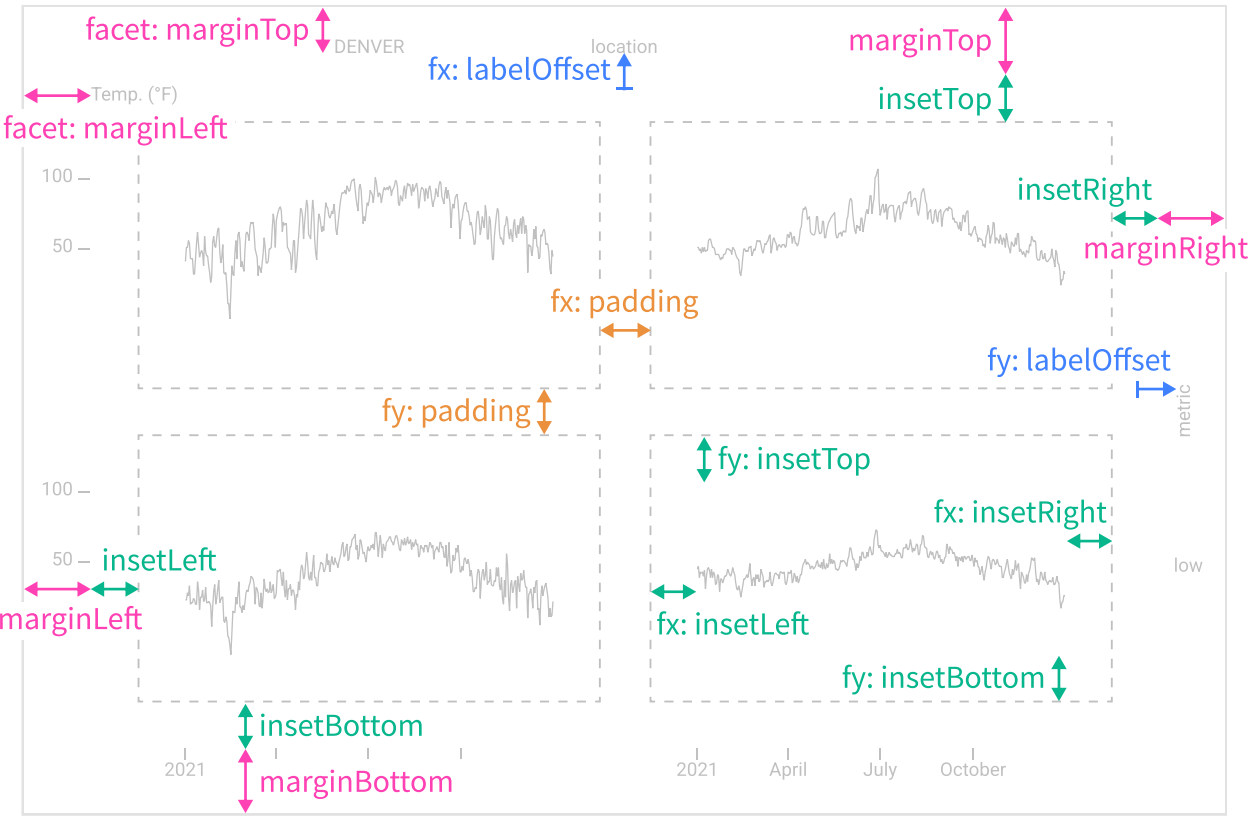 facet: marginTop
DENVER
location
marginTop
fx: labelOffset
Temp. (°F)
insetTop
facet: marginLeft
100
insetRight
50
marginRight
fx: padding
fy: labelOffset
fy: padding
metric
fy: insetTop
100
fx: insetRight
50
insetLeft
low
marginLeft
fx: insetLeft
fy: insetBottom
insetBottom
2021
2021 April July October
marginBottom